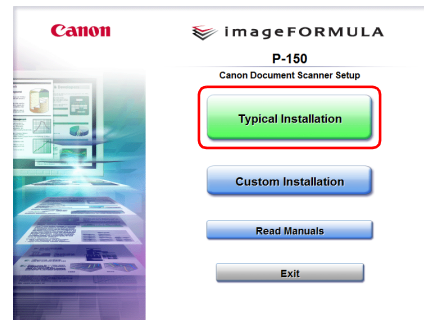 Canon
imageFORMULA
P-150
Canon Document Scanner Setup
Typical Installation
Custom Installation
Read Manuals
Exit